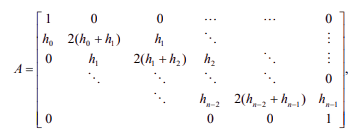 1 0 0 ⋯ ⋯ 0
h₀ 2(h₀ + h₁) h₁ ⋱ ⋮
A = 0 h₁ 2(h₁ + h₂) h₂ ⋱ ⋮ ,
⋱ ⋱ ⋱ ⋱ 0
⋱ hₙ₋₂ 2(hₙ₋₂ + hₙ₋₁) hₙ₋₁
0 0 0 1